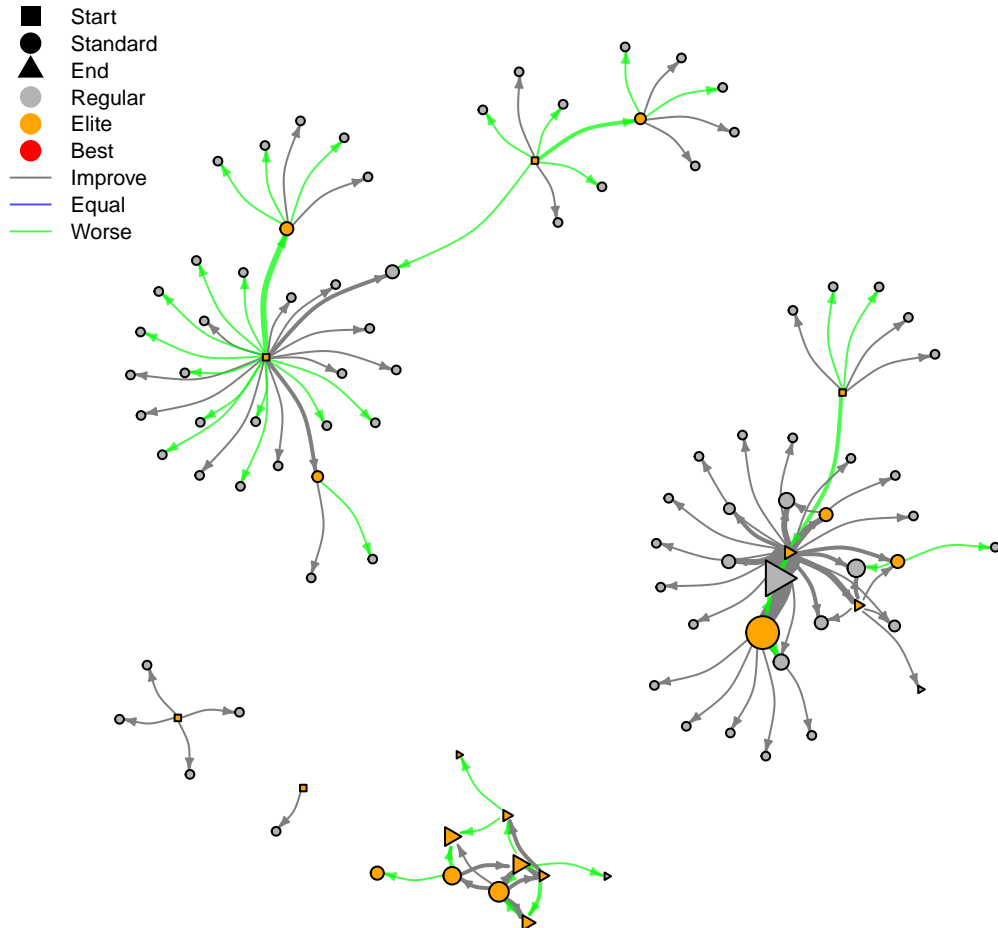 Start
Standard
End
Regular
Elite
Best
Improve
Equal
Worse